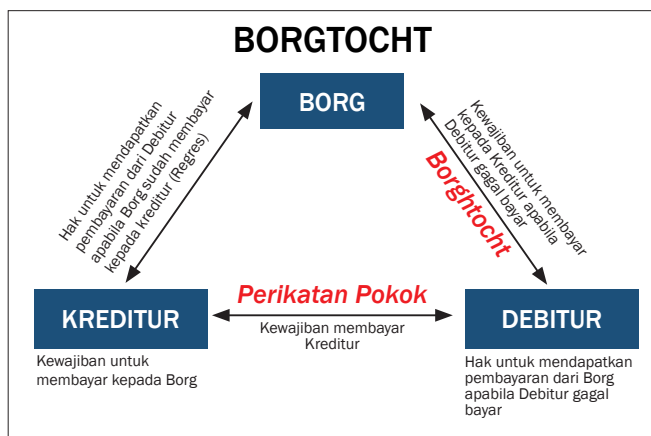 BORGTOCHT
BORG
Hak untuk mendapatkan
pembayaran dari Debitur
apabila Borg sudah membayar
kepada kreditur (Regres)
Kewajiban untuk membayar
kepada Kreditur apabila
Debitur gagal bayar
Borghtocht
KREDITUR
Perikatan Pokok
Kewajiban membayar
Kreditur
DEBITUR
Kewajiban untuk
membayar kepada Borg
Hak untuk mendapatkan
pembayaran dari Borg
apabila Debitur gagal
bayar